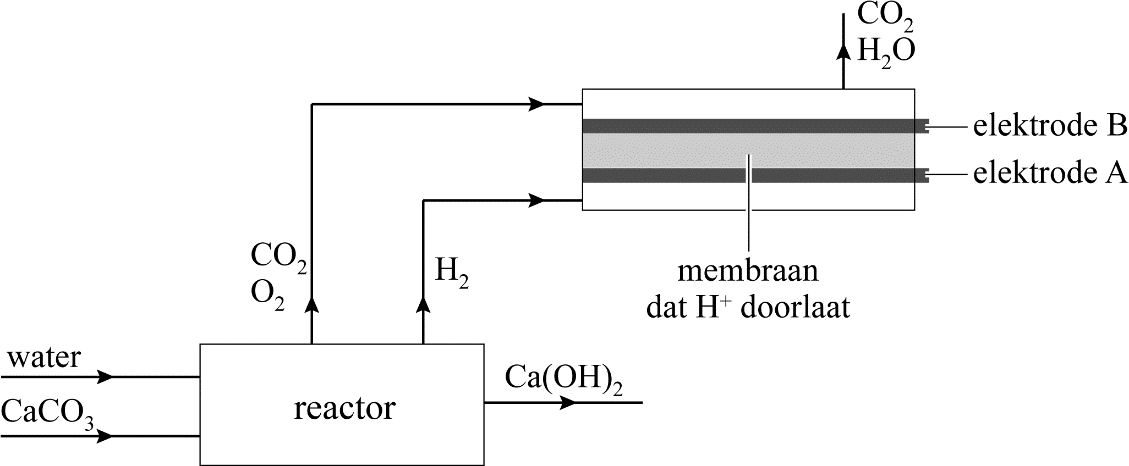 CO₂
H₂O
elektrode B
elektrode A
CO₂
O₂
H₂
membraan
dat H⁺ doorlaat
water
CaCO₃
reactor
Ca(OH)₂